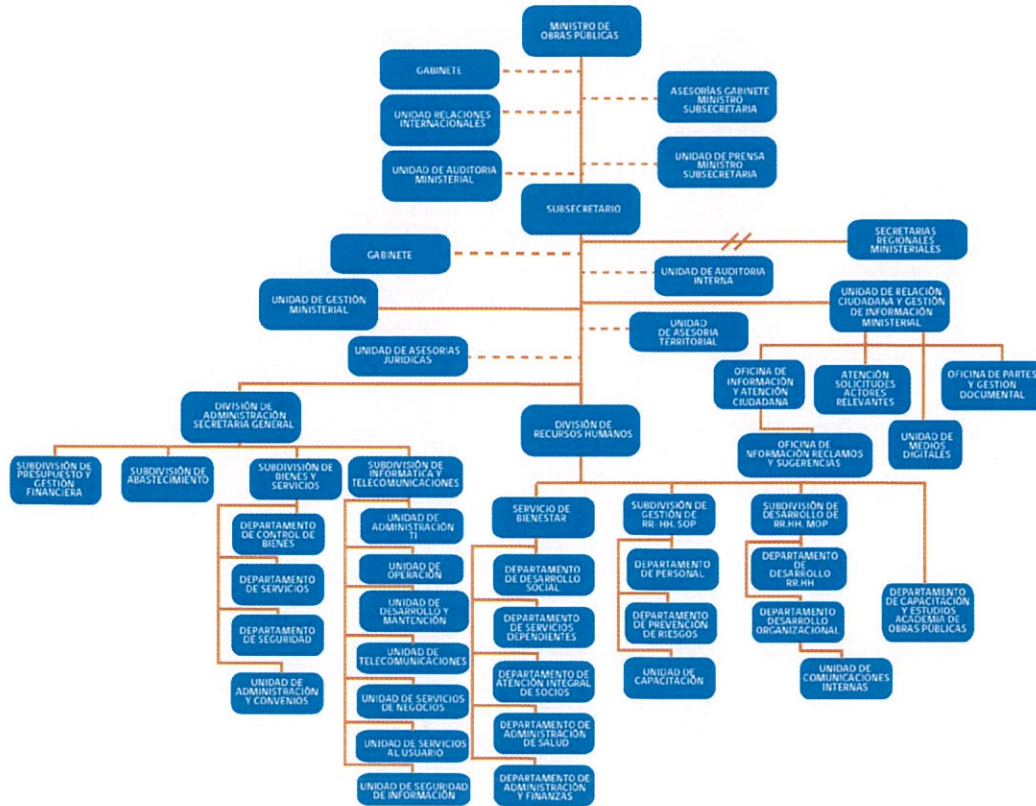 MINISTRO DE
OBRAS PÚBLICAS
GABINETE
ASESORÍAS GABINETE
MINISTRO
SUBSECRETARIA
UNIDAD RELACIONES
INTERNACIONALES
UNIDAD DE AUDITORIA
MINISTERIAL
UNIDAD DE PRENSA
MINISTRO
SUBSECRETARIA
SUBSECRETARIO
SECRETARIAS
REGIONALES
MINISTERIALES
GABINETE
UNIDAD DE AUDITORIA
INTERNA
UNIDAD DE GESTIÓN
MINISTERIAL
UNIDAD DE RELACIÓN
CIUDADANA Y GESTIÓN
DE INFORMACIÓN
MINISTERIAL
UNIDAD
DE ASESORIA
TERRITORIAL
UNIDAD DE ASESORIAS
JURIDICAS
OFICINA DE
INFORMACIÓN
Y ATENCIÓN
CIUDADANA
ATENCIÓN
SOLICITUDES
ACTORES
RELEVANTES
OFICINA DE PARTES
Y GESTIÓN
DOCUMENTAL
OFICINA DE
NFORMACIÓN RECLAMOS
Y SUGERENCIAS
UNIDAD DE
MEDIOS
DIGITALES
DIVISIÓN DE
ADMINISTRACIÓN
SECRETARIA GENERAL
DIVISIÓN DE
RECURSOS HUMANOS
SUBDIVISIÓN DE
PRESUPUESTO Y
GESTIÓN
FINANCIERA
SUBDIVISIÓN DE
ABASTECIMIENTO
SUBDIVISIÓN DE
BIENES Y
SERVICIOS
SUBDIVISIÓN DE
INFORMATICA Y
TELECOMUNICACIONES
DEPARTAMENTO
DE CONTROL DE
BIENES
DEPARTAMENTO
DE SERVICIOS
DEPARTAMENTO
DE SEGURIDAD
UNIDAD DE
ADMINISTRACIÓN
Y CONVENIOS
UNIDAD DE
ADMINISTRACIÓN
TI
UNIDAD DE
OPERACIÓN
UNIDAD DE
DESARROLLO Y
MANTENCIÓN
UNIDAD DE
TELECOMUNICACIONES
UNIDAD DE SERVICIOS
DE NEGOCIOS
UNIDAD DE SERVICIOS
AL USUARIO
UNIDAD DE SEGURIDAD
DE INFORMACIÓN
SERVICIO DE
BIENESTAR
DEPARTAMENTO
DE DESARROLLO
SOCIAL
DEPARTAMENTO
DE SERVICIOS
DEPENDIENTES
DEPARTAMENTO DE
ATENCIÓN INTEGRAL
DE SOCIOS
DEPARTAMENTO DE
ADMINISTRACIÓN
DE SALUD
DEPARTAMENTO DE
ADMINISTRACIÓN
Y FINANZAS
SUBDIVISIÓN DE
GESTIÓN DE
RR- HH. SOP
DEPARTAMENTO
DE PERSONAL
DEPARTAMENTO
DE PREVENCIÓN
DE RIESGOS
UNIDAD DE
CAPACITACIÓN
SUBDIVISIÓN DE
DESARROLLO DE
RR.HH. MOP
DEPARTAMENTO
DE
DESARROLLO
RR.HH
DEPARTAMENTO
DESARROLLO
ORGANIZACIONAL
UNIDAD DE
COMUNICACIONES
INTERNAS
DEPARTAMENTO
DE CAPACITACIÓN
Y ESTUDIOS
ACADEMIA DE
OBRAS PÚBLICAS